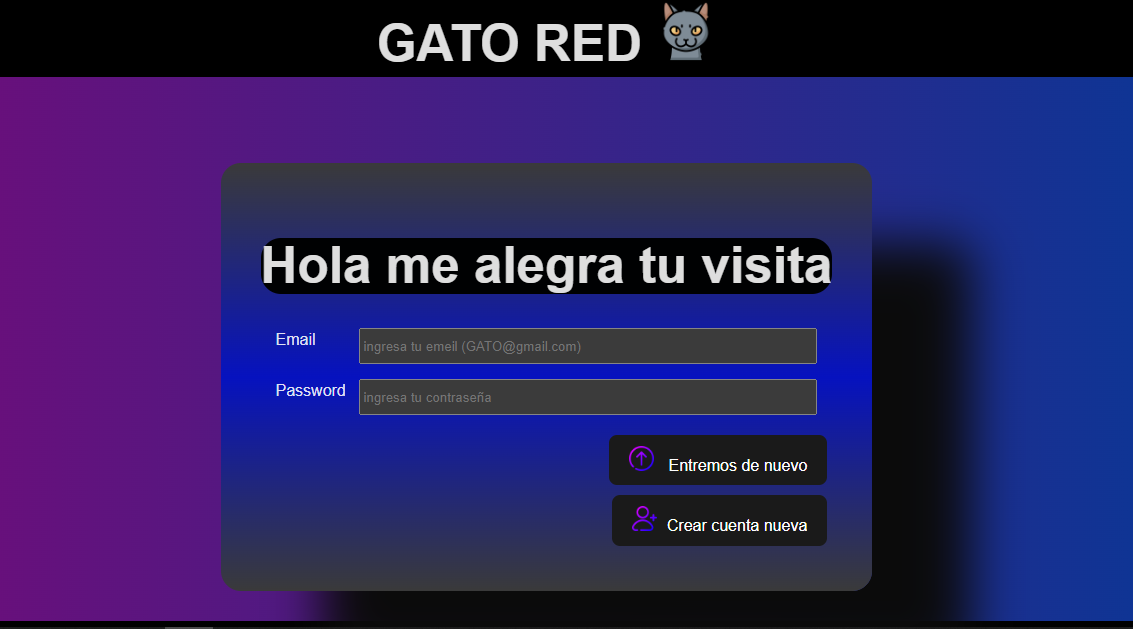 GATO RED
Hola me alegra tu visita
Email
ingresa tu emeil (GATO@gmail.com)
Password
ingresa tu contraseña
Entremos de nuevo
Crear cuenta nueva